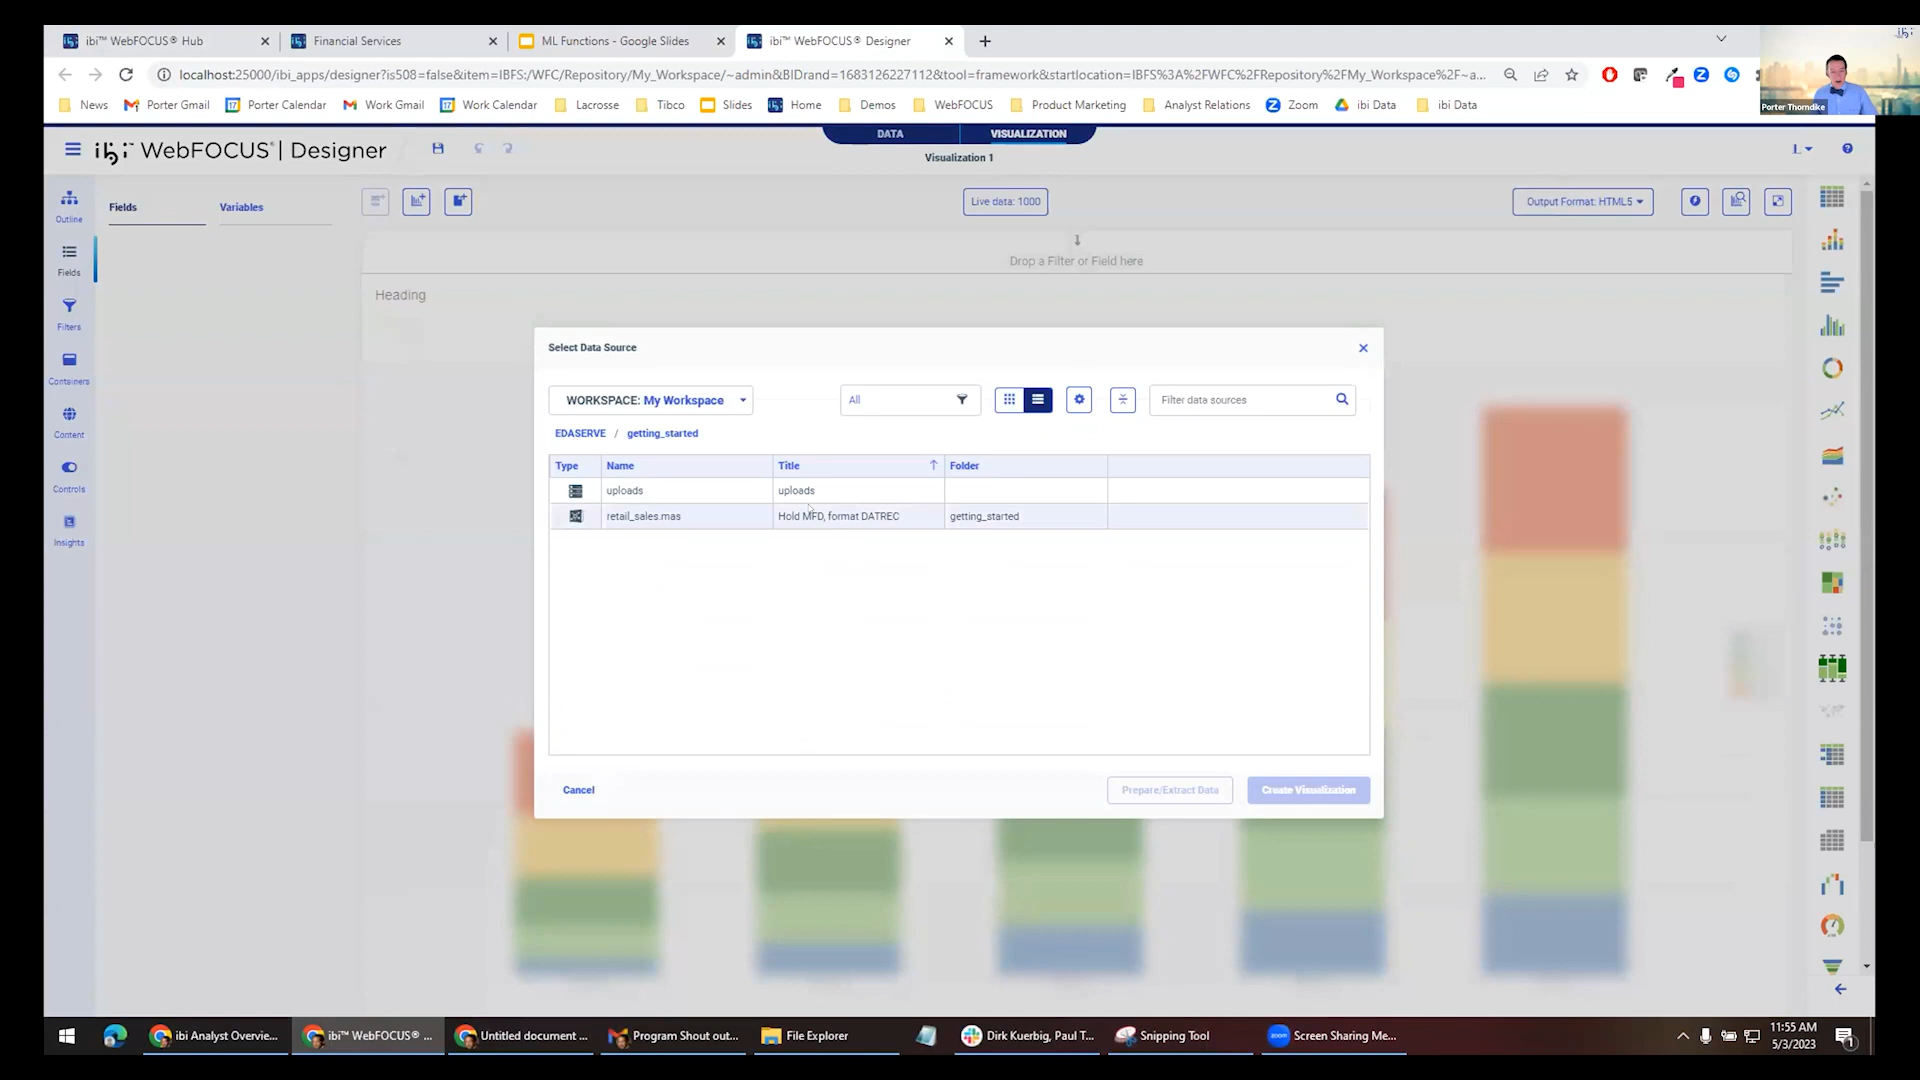 ibi™ WebFOCUS® Hub
Financial Services
ML Functions - Google Slides
ibi™ WebFOCUS® Designer
localhost:25000/ibi_apps/designer?is508=false&item=IBFS:/WFC/Repository/My_Workspace/~admin&BIDrand=1683126227112&tool=framework&startlocation=IBFS%3A%2FWFC%2FRepository%2FMy_Workspace%2F~a...
News
Porter Gmail
Porter Calendar
Work Gmail
Work Calendar
Lacrosse
Tibco
Slides
Home
Demos
WebFOCUS
Product Marketing
Analyst Relations
Zoom
ibi Data
ibi Data
Porter Thorndike
DATA
VISUALIZATION
ibi™ WebFOCUS® | Designer
Visualization 1
Outline
Fields
Filters
Containers
Content
Controls
Insights
Fields
Variables
Live data: 1000
Output Format: HTML5
Drop a Filter or Field here
Heading
Select Data Source
WORKSPACE: My Workspace
All
Filter data sources
EDASERVE / getting_started
Type Name Title Folder
uploads uploads
retail_sales.mas Hold MFD, format DATREC getting_started
Cancel
Prepare/Extract Data
Create Visualization
ibi Analyst Overvie...
ibi™ WebFOCUS® ...
Untitled document ...
Program Shout out...
File Explorer
Dirk Kuerbig, Paul T...
Snipping Tool
zoom
Screen Sharing Me...
11:55 AM
5/3/2023
1